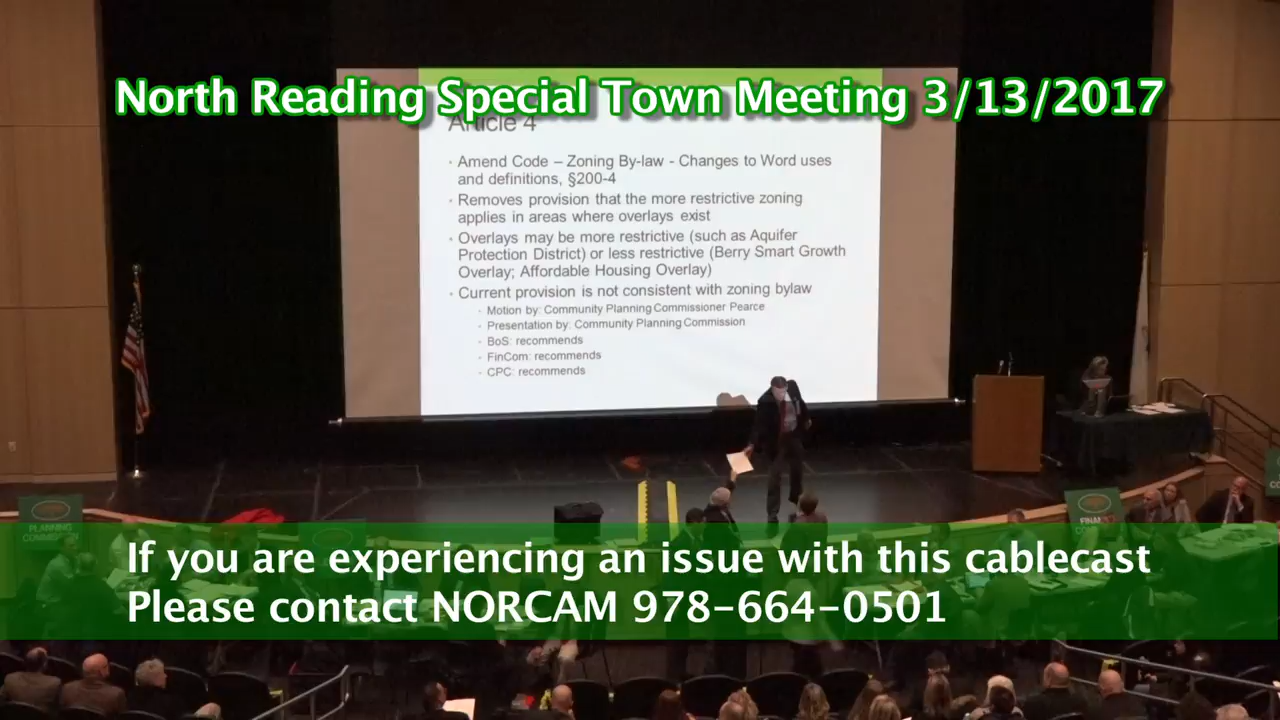 North Reading Special Town Meeting 3/13/2017
Article 4
· Amend Code – Zoning By-law - Changes to Word uses
and definitions, §200-4
· Removes provision that the more restrictive zoning
applies in areas where overlays exist
· Overlays may be more restrictive (such as Aquifer
Protection District) or less restrictive (Berry Smart Growth
Overlay; Affordable Housing Overlay)
· Current provision is not consistent with zoning bylaw
· Motion by: Community Planning Commissioner Pearce
· Presentation by: Community Planning Commission
· BoS: recommends
· FinCom: recommends
· CPC: recommends
PLANNING
If you are experiencing an issue with this cablecast
Please contact NORCAM 978-664-0501